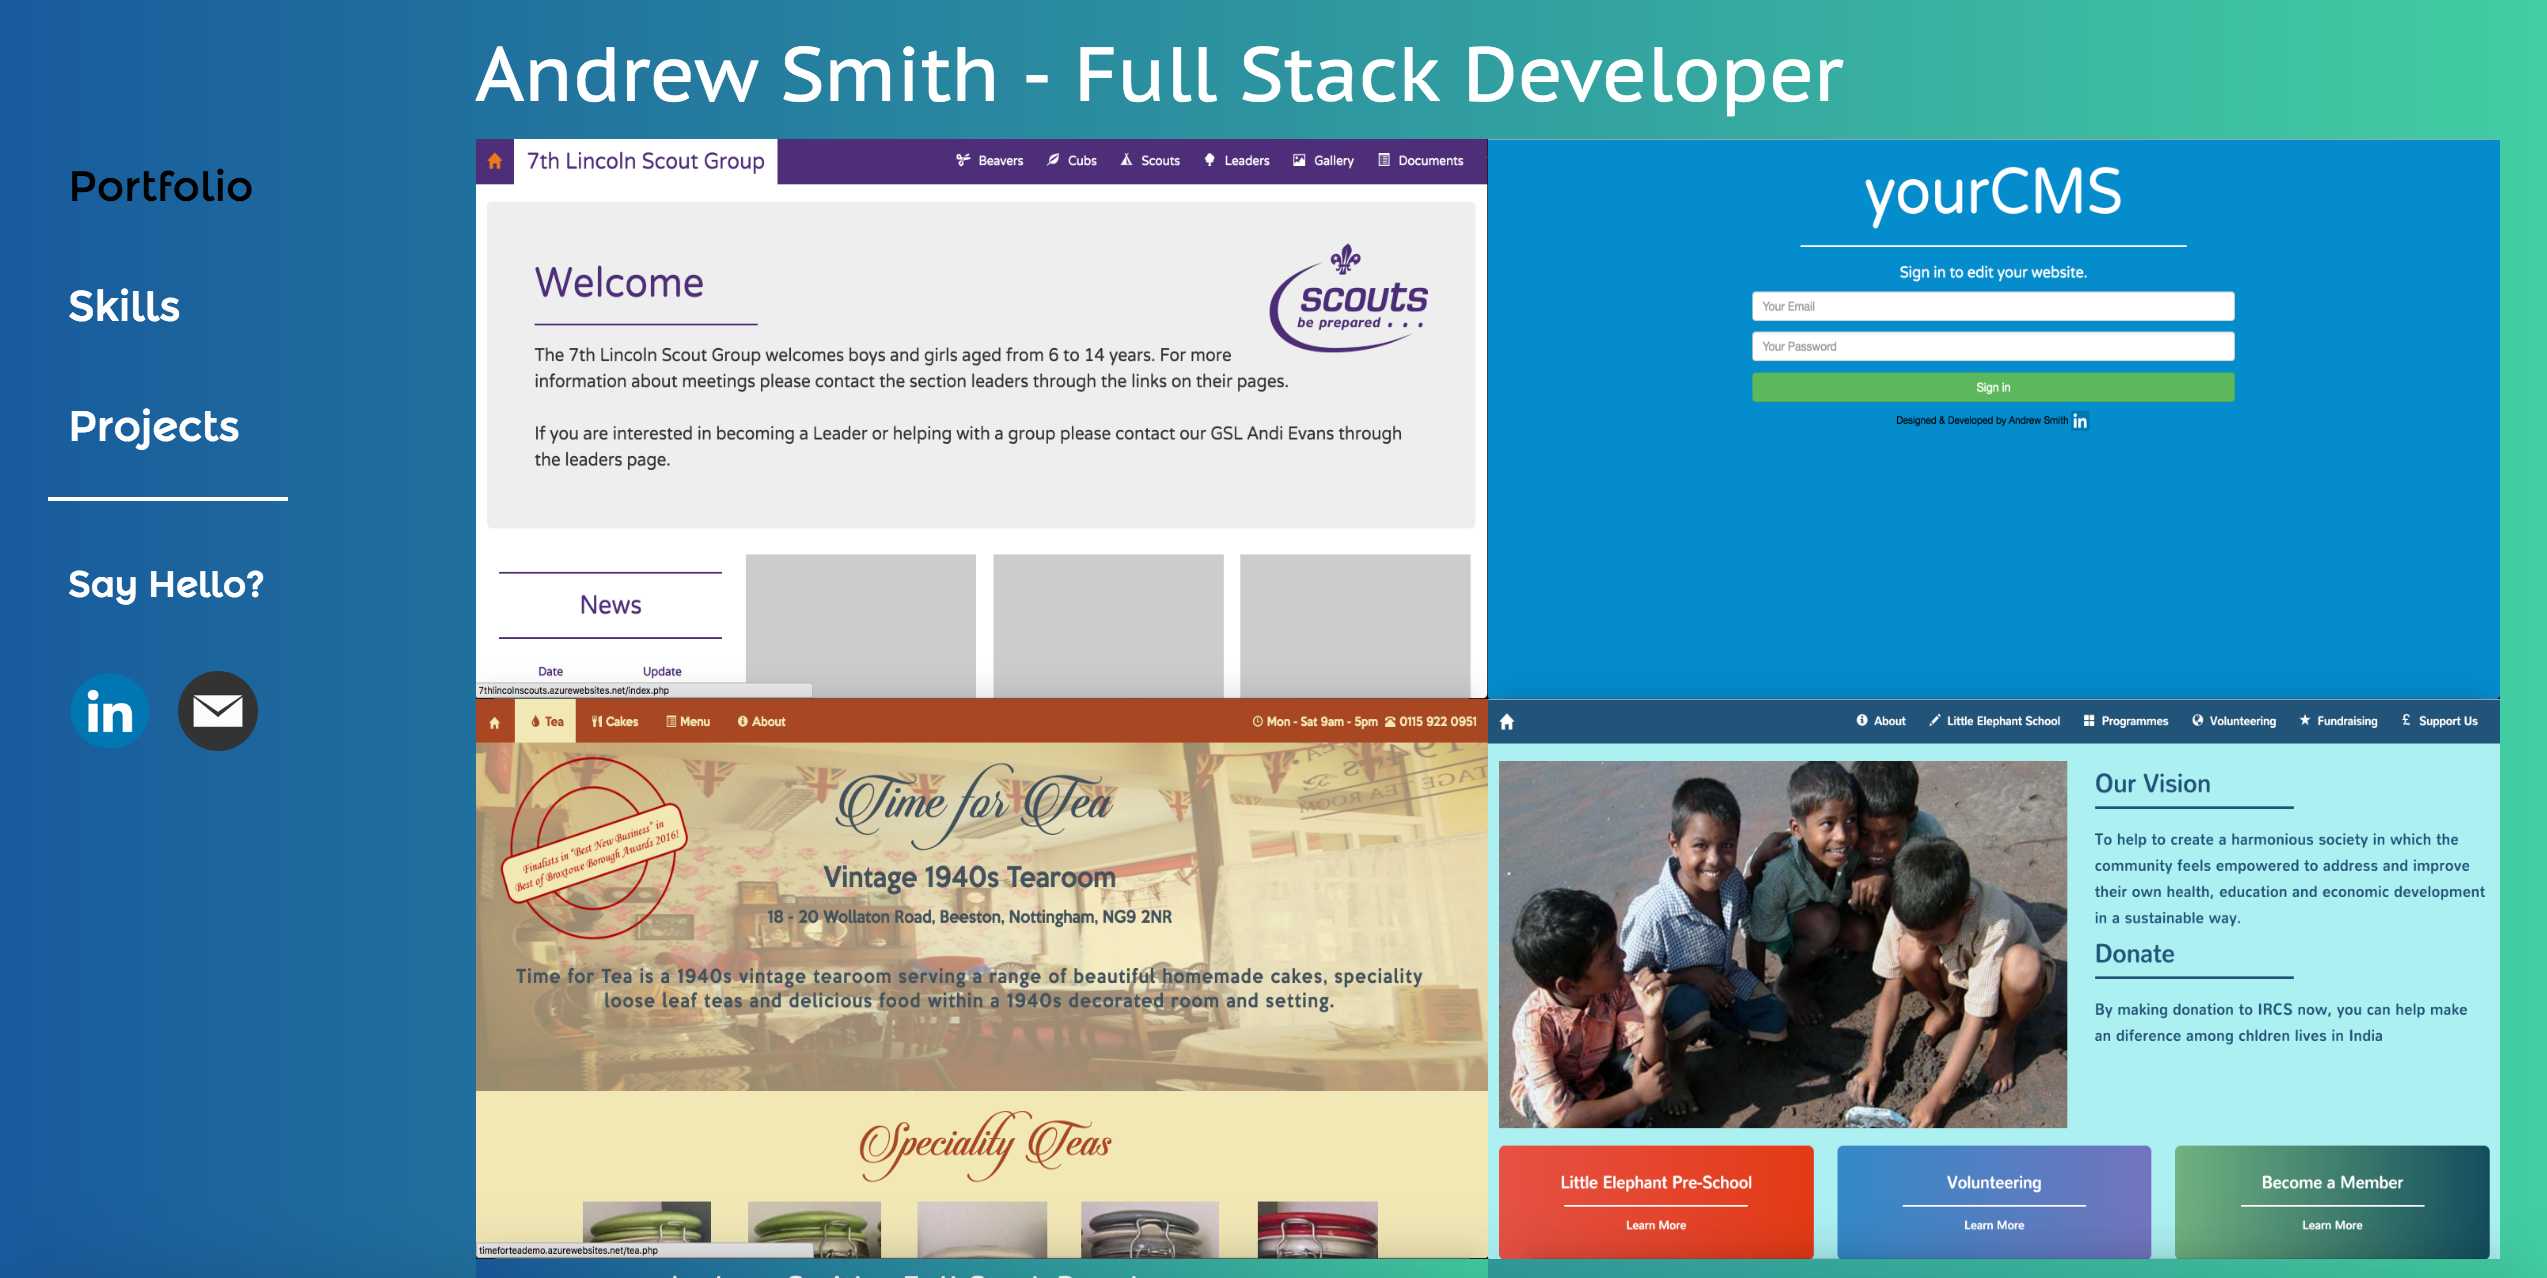 Andrew Smith - Full Stack Developer
Portfolio
Skills
Projects
Say Hello?
in
7th Lincoln Scout Group
Beavers Cubs Scouts Leaders Gallery Documents
Welcome
scouts
be prepared . . .
The 7th Lincoln Scout Group welcomes boys and girls aged from 6 to 14 years. For more
information about meetings please contact the section leaders through the links on their pages.
If you are interested in becoming a Leader or helping with a group please contact our GSL Andi Evans through
the leaders page.
News
Date Update
7thlincolnscouts.azurewebsites.net/index.php
yourCMS
Sign in to edit your website.
Your Email
Your Password
Sign in
Designed & Developed by Andrew Smith in
Tea Cakes Menu About Mon - Sat 9am - 5pm 0115 922 0951
Time for Tea
Finalists in "Best New Business" in
Best of Broxtowe Borough Awards 2016!
Vintage 1940s Tearoom
18 - 20 Wollaton Road, Beeston, Nottingham, NG9 2NR
Time for Tea is a 1940s vintage tearoom serving a range of beautiful homemade cakes, speciality
loose leaf teas and delicious food within a 1940s decorated room and setting.
Speciality Teas
timeforteademo.azurewebsites.net/tea.php
About Little Elephant School Programmes Volunteering Fundraising £ Support Us
Our Vision
To help to create a harmonious society in which the
community feels empowered to address and improve
their own health, education and economic development
in a sustainable way.
Donate
By making donation to IRCS now, you can help make
an diference among chldren lives in India
Little Elephant Pre-School
Learn More
Volunteering
Learn More
Become a Member
Learn More